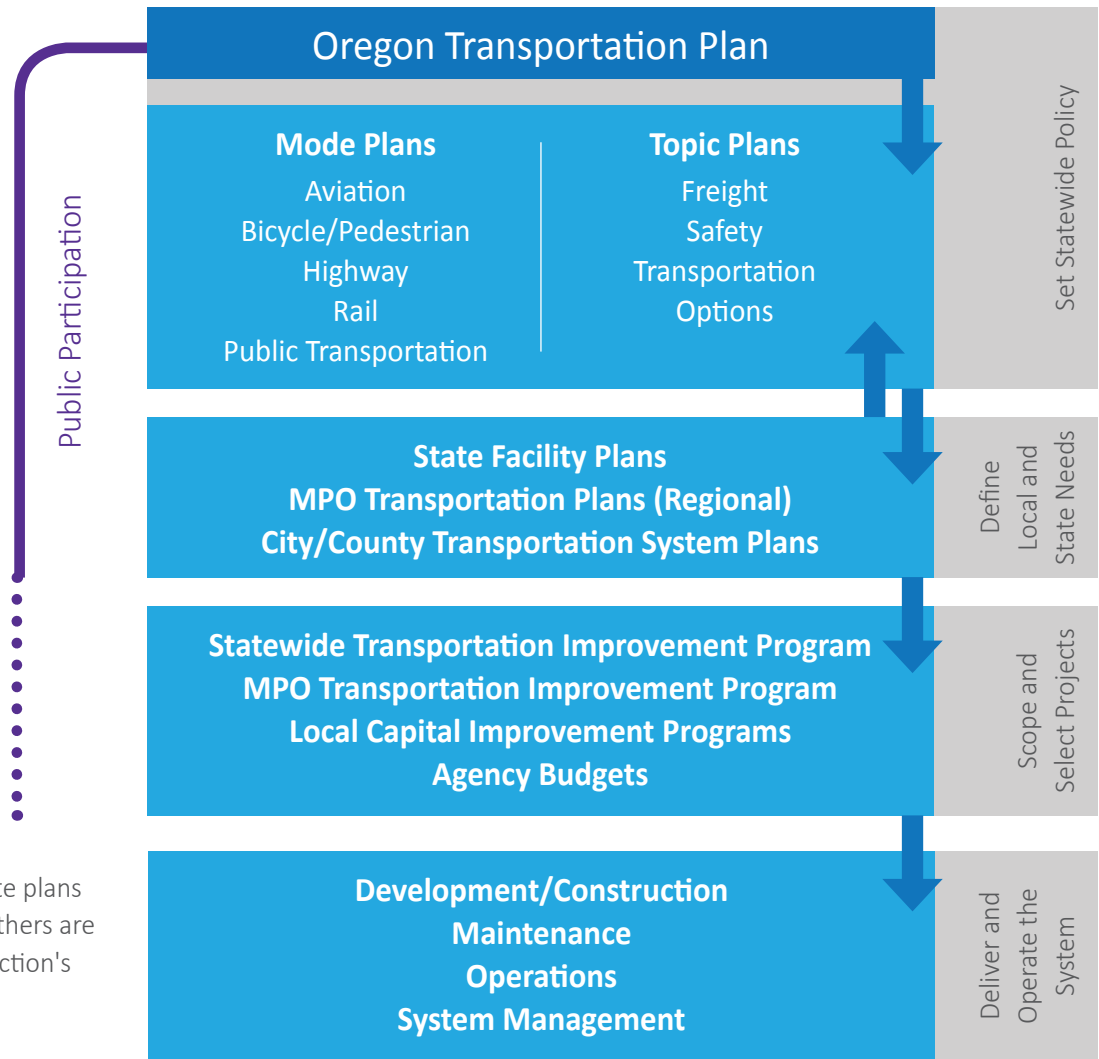 Oregon Transportation Plan
Mode Plans
Aviation
Bicycle/Pedestrian
Highway
Rail
Public Transportation
Topic Plans
Freight
Safety
Transportation
Options
Set Statewide Policy
Public Participation
State Facility Plans
MPO Transportation Plans (Regional)
City/County Transportation System Plans
Define
Local and
State Needs
Statewide Transportation Improvement Program
MPO Transportation Improvement Program
Local Capital Improvement Programs
Agency Budgets
Scope and
Select Projects
plans
are
Development/Construction
Maintenance
Operations
System Management
Deliver and
Operate the
System